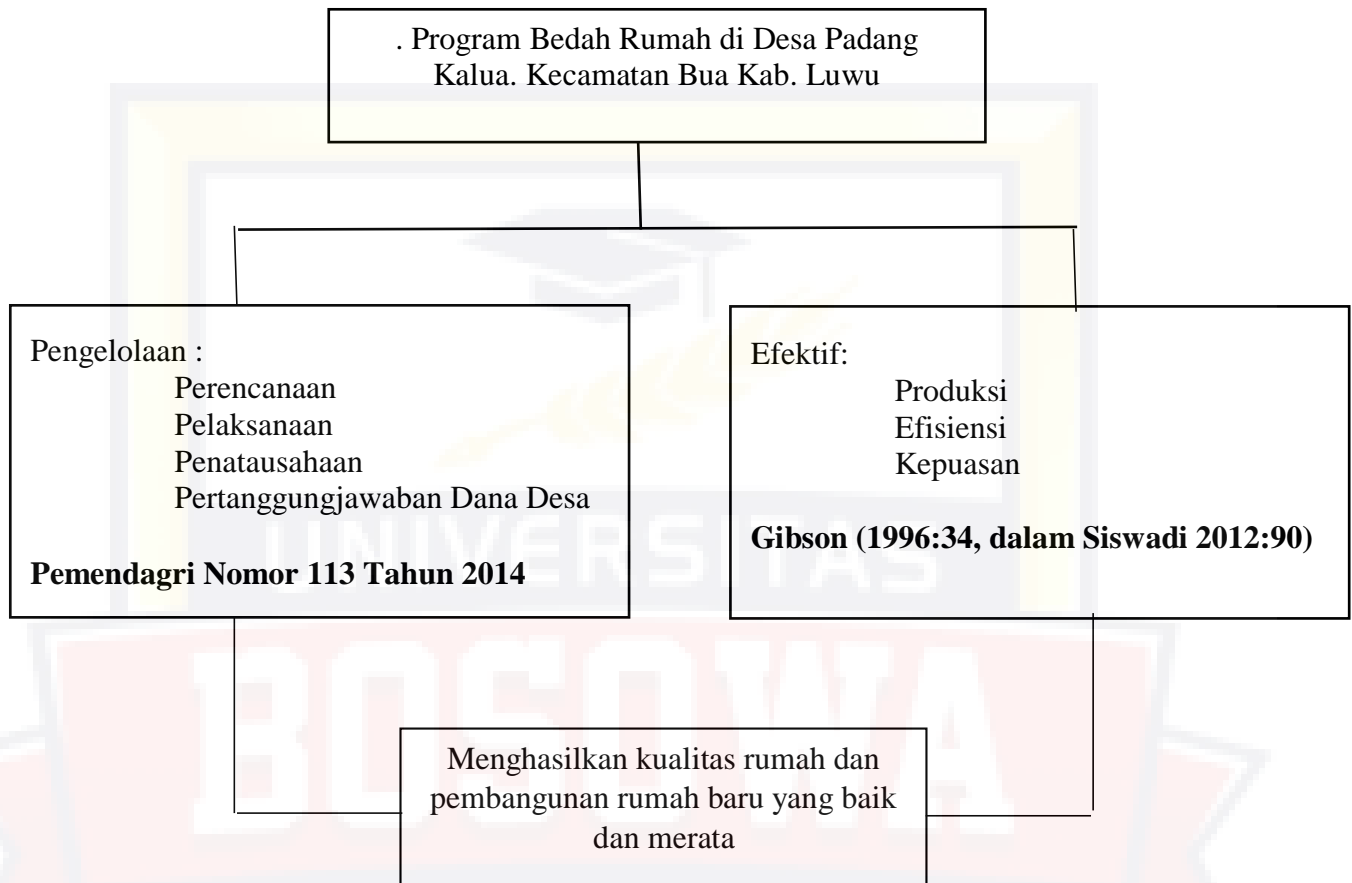 . Program Bedah Rumah di Desa Padang
Kalua. Kecamatan Bua Kab. Luwu
Pengelolaan :
Perencanaan
Pelaksanaan
Penatausahaan
Pertanggungjawaban Dana Desa
Pemendagri Nomor 113 Tahun 2014
Efektif:
Produksi
Efisiensi
Kepuasan
Gibson (1996:34, dalam Siswadi 2012:90)
UNIVERSITAS
BOSOWA
Menghasilkan kualitas rumah dan
pembangunan rumah baru yang baik
dan merata